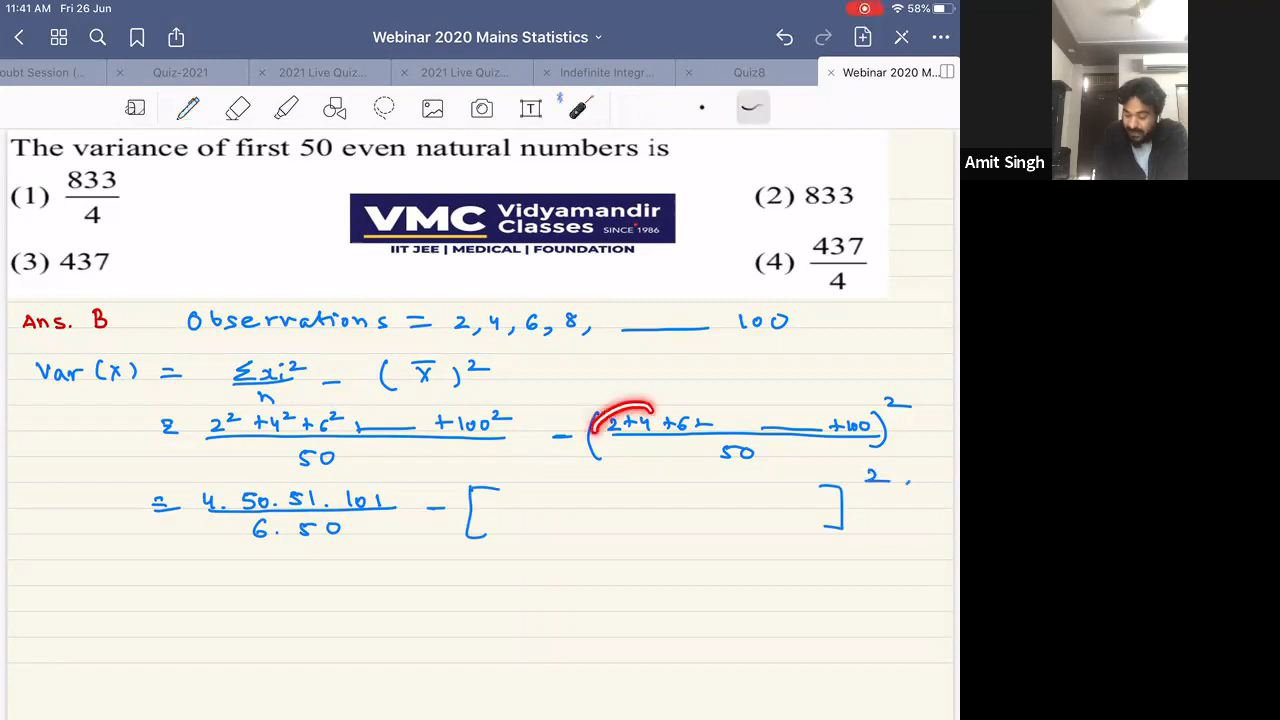 11:41 AM Fri 26 Jun
58%
Webinar 2020 Mains Statistics
oubt Session (...
Quiz-2021
2021 Live Quiz...
2021 Live Quiz...
Indefinite Integr...
Quiz8
Webinar 2020 M...
Amit Singh
The variance of first 50 even natural numbers is
(1) 833/4
(2) 833
VMC Vidyamandir Classes SINCE 1986
IIT JEE | MEDICAL | FOUNDATION
(3) 437
(4) 437/4
Ans. B Observations = 2, 4, 6, 8, ____ 100
Var (x) = Σxi²/n - (x̄)²
= 2² + 4² + 6² + ____ + 100² / 50 - (2+4+6+ ____ +100 / 50)²
= 4. 50. 51. 101 / 6. 50 - [ ]² .